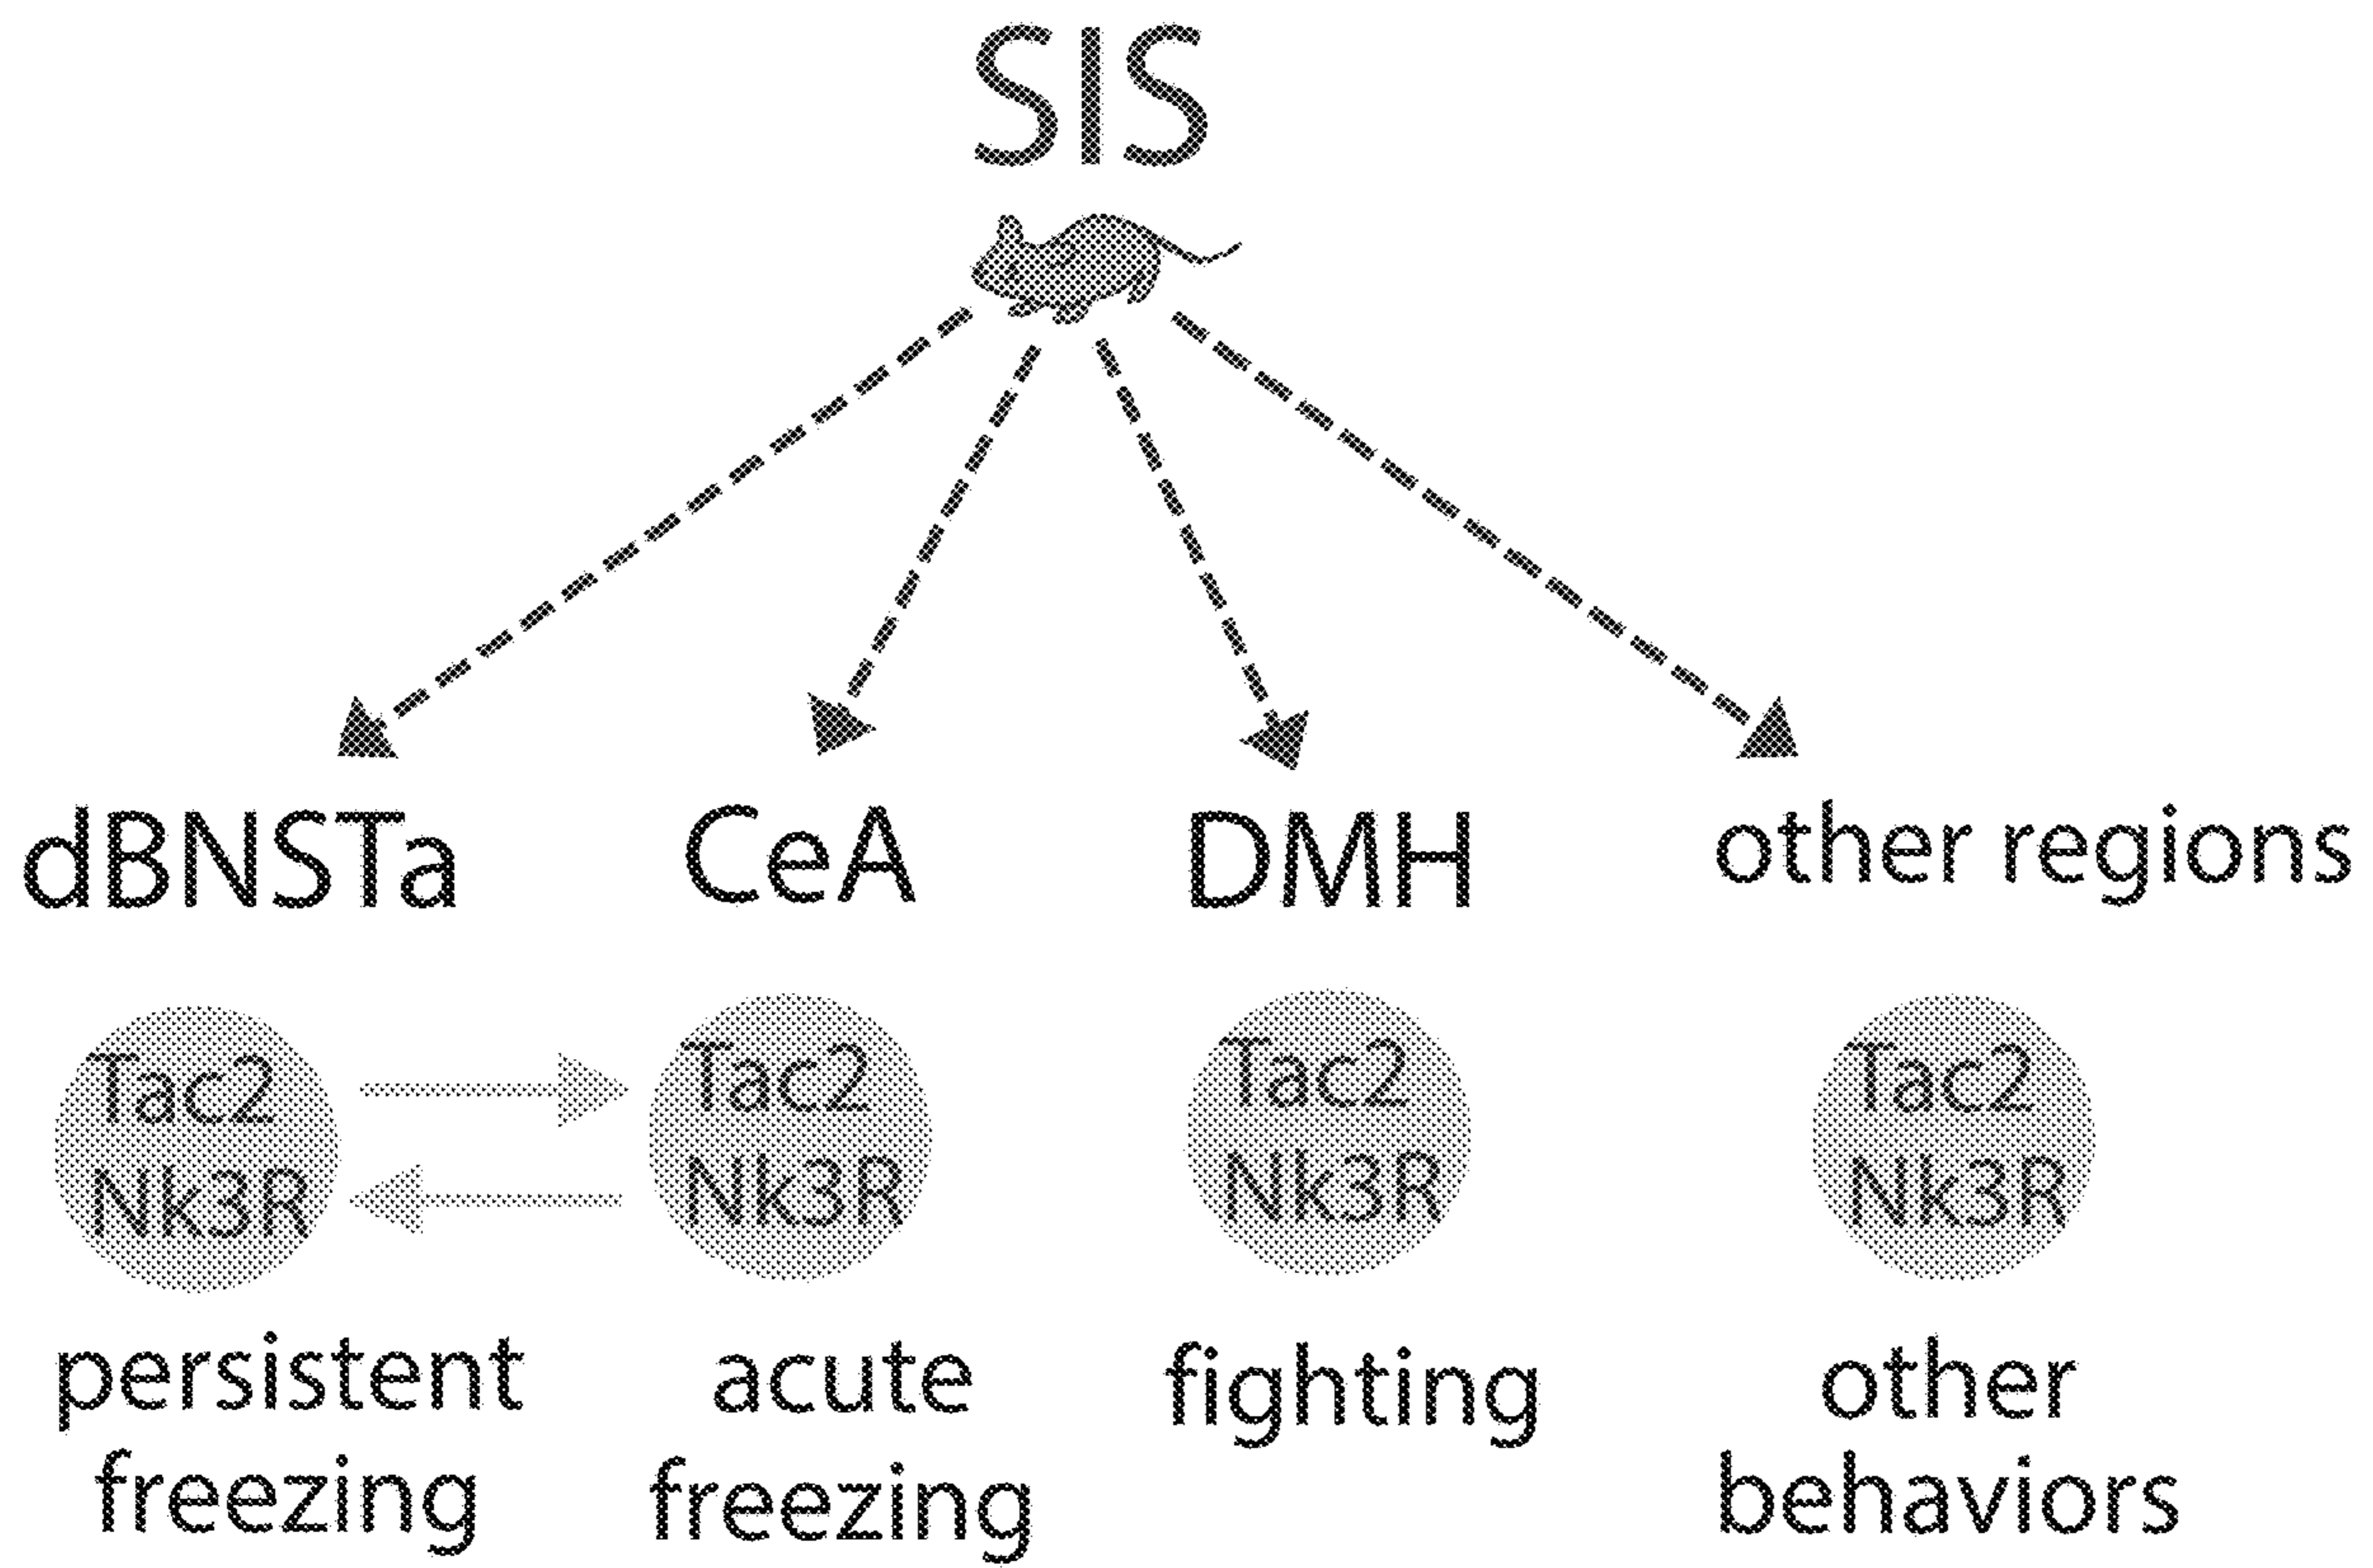 SIS
dBNSTa
CeA
DMH
other regions
Tac2
Nk3R
Tac2
Nk3R
Tac2
Nk3R
Tac2
Nk3R
persistent
freezing
acute
freezing
fighting
other
behaviors